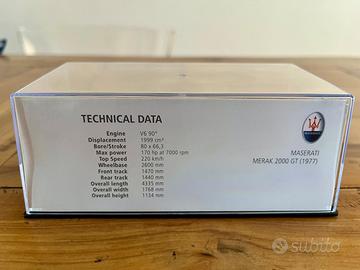 TECHNICAL DATA
Engine V6 90°
Displacement 1999 cm³
Bore/Stroke 80 x 66,3
Max power 170 hp at 7000 rpm
Top Speed 220 km/h
Wheelbase 2600 mm
Front track 1470 mm
Rear track 1440 mm
Overall length 4335 mm
Overall width 1768 mm
Overall height 1134 mm
MASERATI
MERAK 2000 GT (1977)
subito